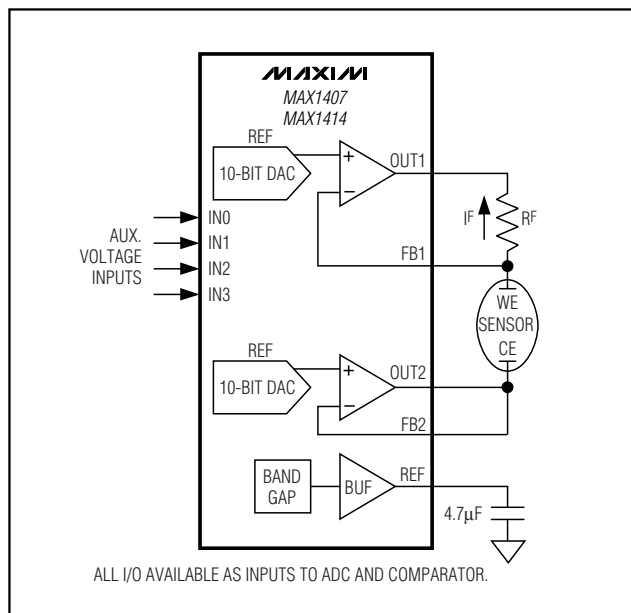 MAXIM
MAX1407
MAX1414
REF
10-BIT DAC
+
−
OUT1
IF
RF
FB1
AUX.
VOLTAGE
INPUTS
IN0
IN1
IN2
IN3
WE
SENSOR
CE
REF
10-BIT DAC
+
−
OUT2
FB2
BAND
GAP
BUF
REF
4.7µF
ALL I/O AVAILABLE AS INPUTS TO ADC AND COMPARATOR.